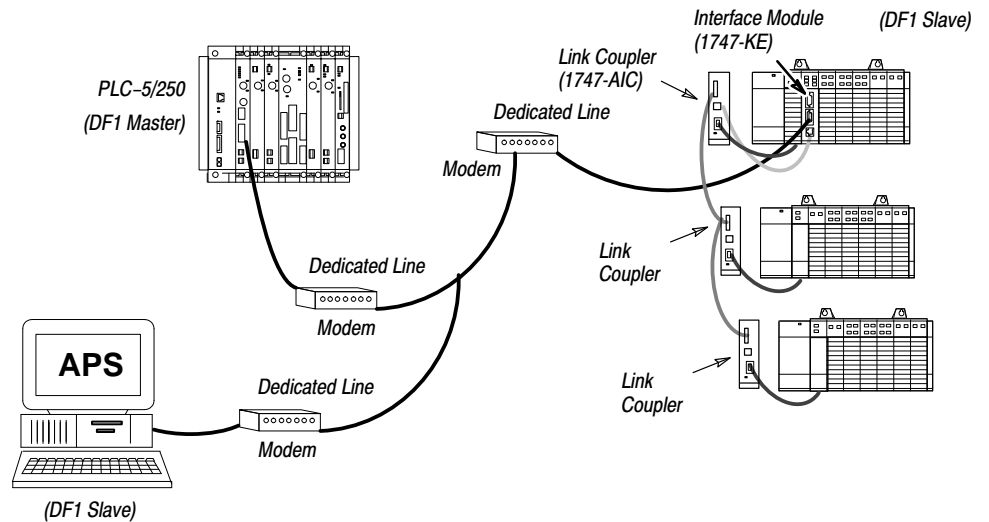 Interface Module
(1747-KE)
(DF1 Slave)
Link Coupler
(1747-AIC)
PLC–5/250
(DF1 Master)
Dedicated Line
Modem
Link
Coupler
Dedicated Line
Modem
APS
Dedicated Line
Modem
Link
Coupler
(DF1 Slave)